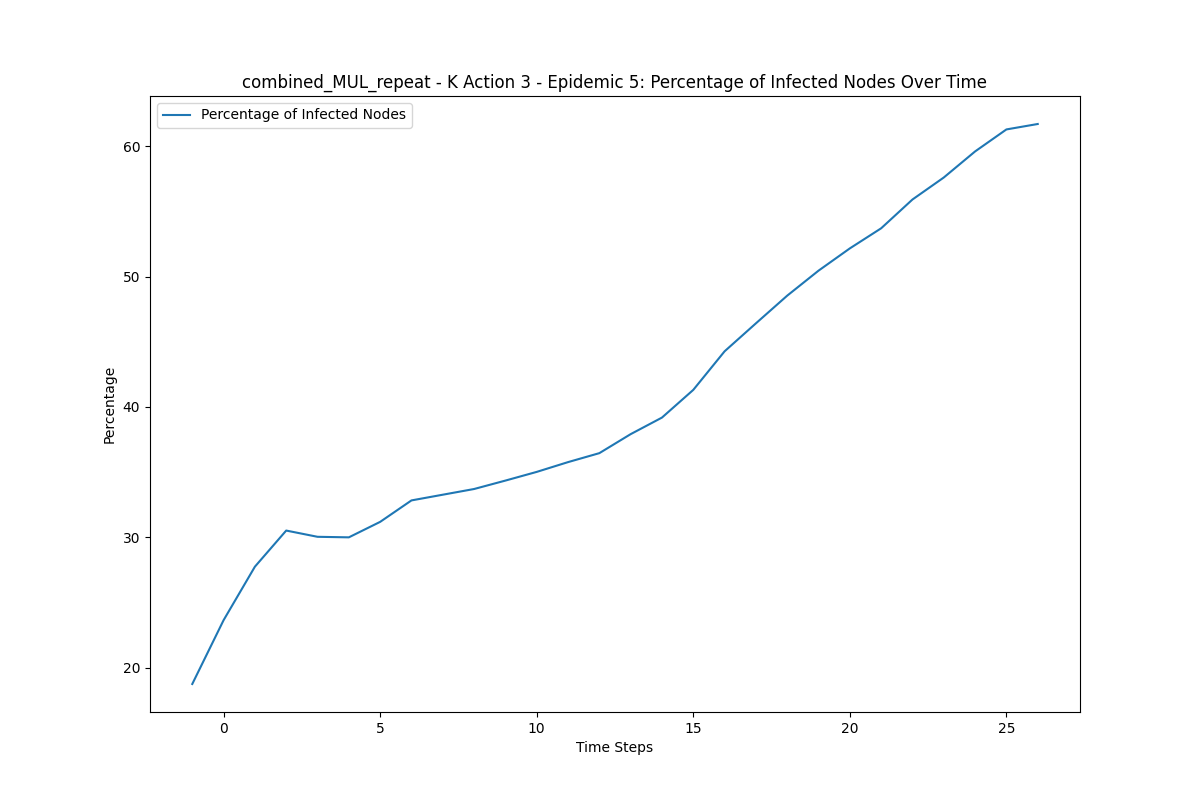 combined_MUL_repeat - K Action 3 - Epidemic 5: Percentage of Infected Nodes Over Time
Percentage of Infected Nodes
60
50
40
30
20
Percentage
0 5 10 15 20 25
Time Steps